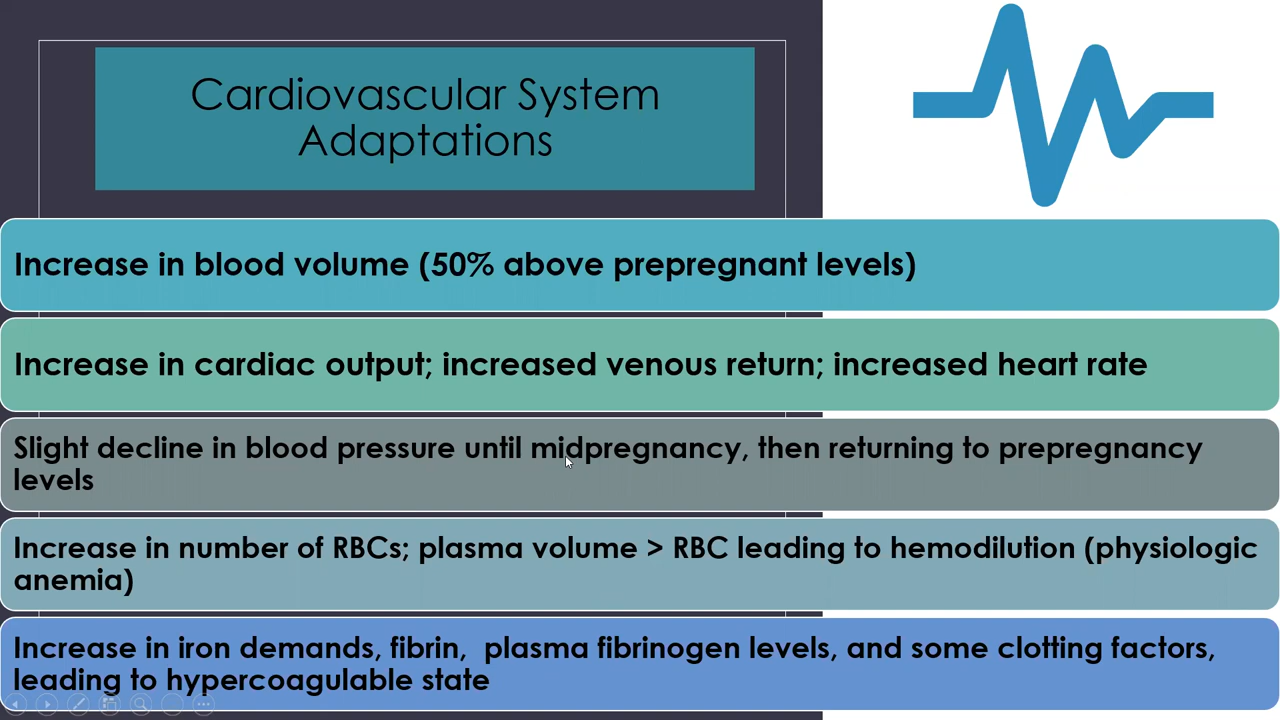 Cardiovascular System
Adaptations
Increase in blood volume (50% above prepregnant levels)
Increase in cardiac output; increased venous return; increased heart rate
Slight decline in blood pressure until midpregnancy, then returning to prepregnancy
levels
Increase in number of RBCs; plasma volume > RBC leading to hemodilution (physiologic
anemia)
Increase in iron demands, fibrin,  plasma fibrinogen levels, and some clotting factors,
leading to hypercoagulable state